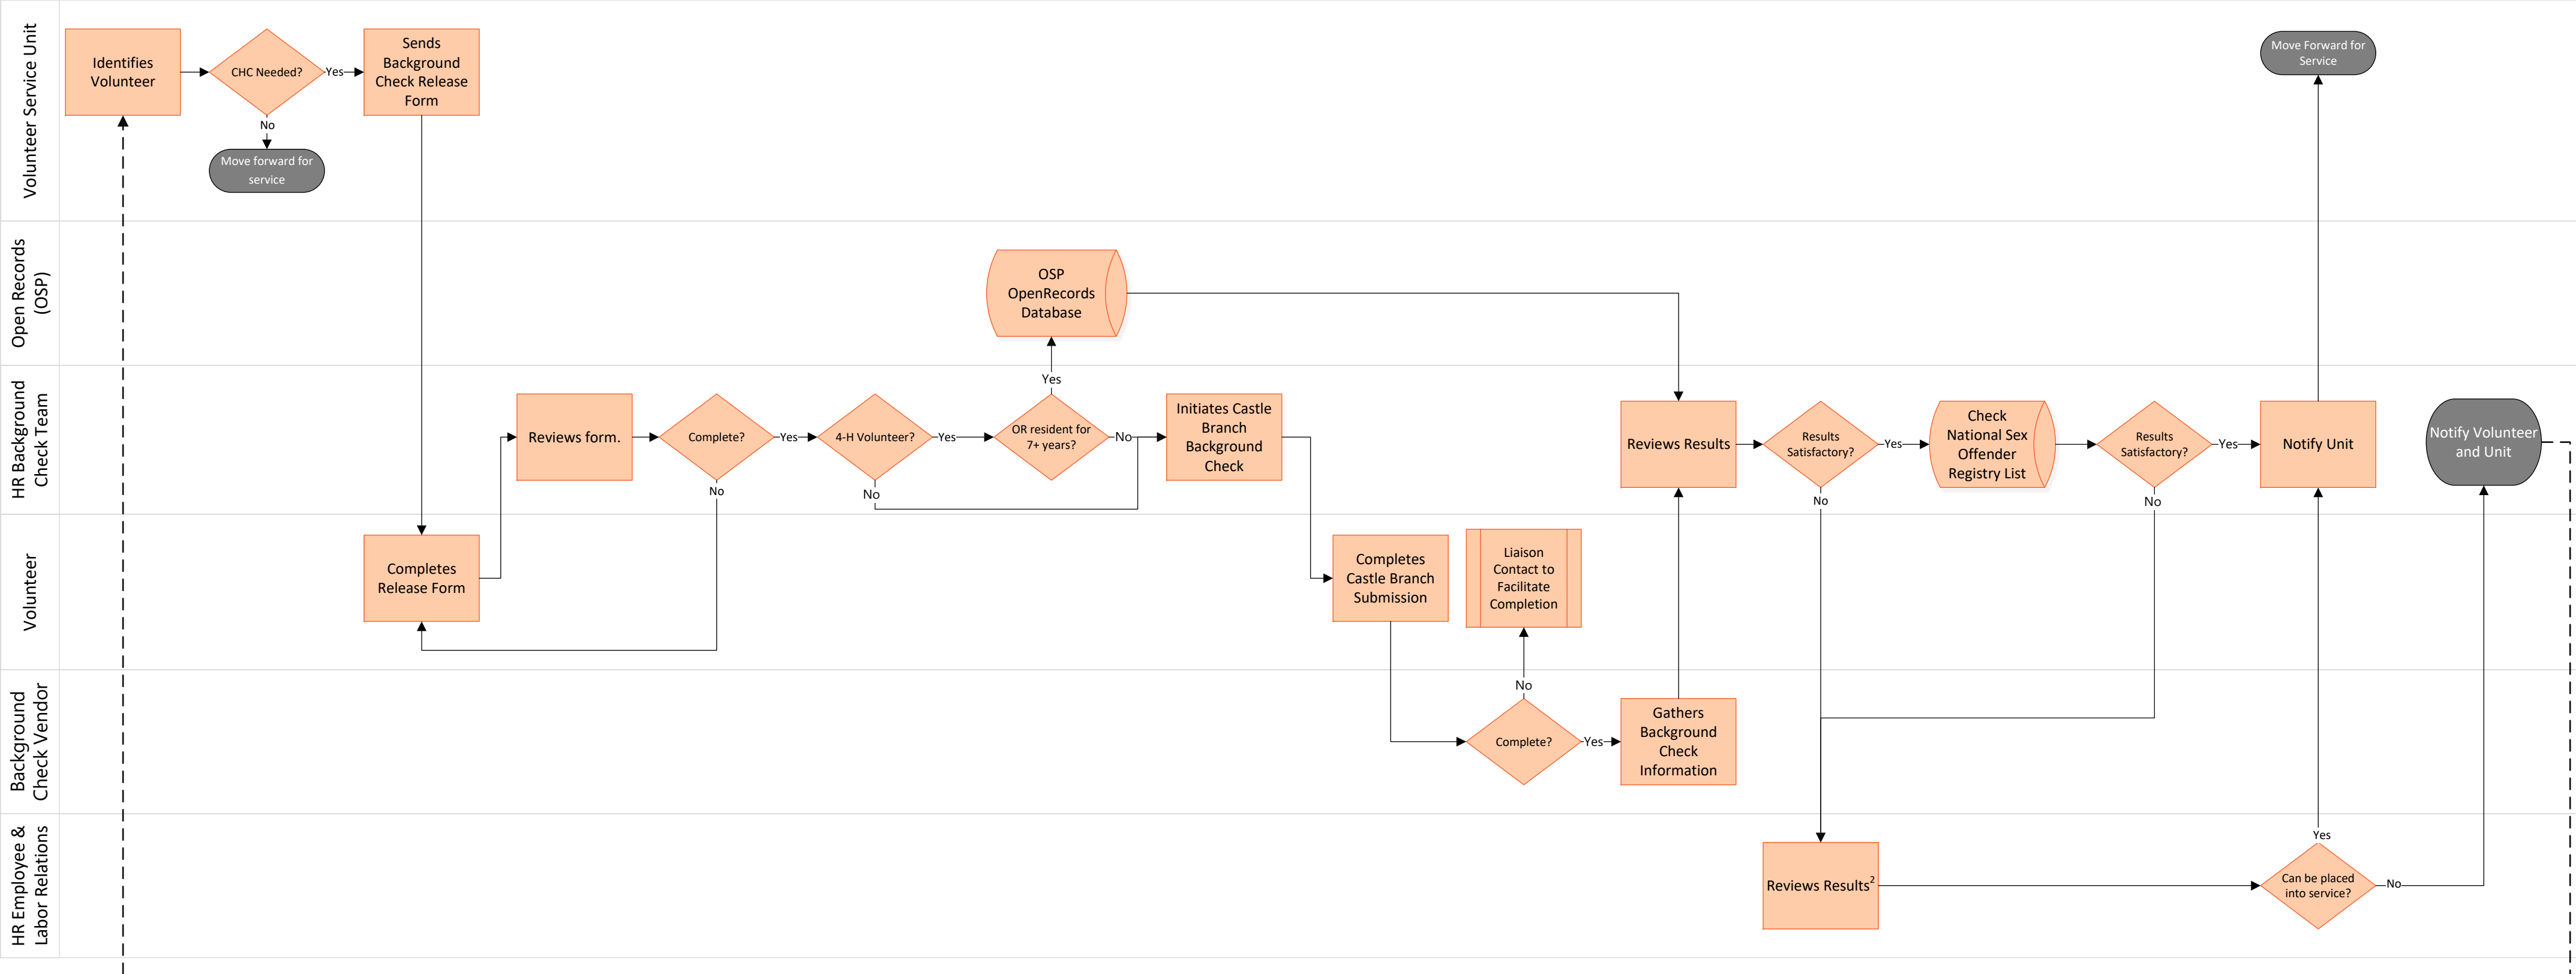 Volunteer Service Unit
Identifies
Volunteer
CHC Needed?
Yes
No
Move forward for
service
Sends
Background
Check Release
Form
Move Forward for
Service
Open Records
(OSP)
OSP
OpenRecords
Database
HR Background
Check Team
Reviews form.
Complete?
Yes
No
4-H Volunteer?
Yes
No
OR resident for
7+ years?
Yes
No
Initiates Castle
Branch
Background
Check
Reviews Results
Results
Satisfactory?
Yes
No
Check
National Sex
Offender
Registry List
Results
Satisfactory?
Yes
No
Notify Unit
Notify Volunteer
and Unit
Volunteer
Completes
Release Form
Completes
Castle Branch
Submission
Liaison
Contact to
Facilitate
Completion
Background
Check Vendor
Complete?
No
Yes
Gathers
Background
Check
Information
HR Employee &
Labor Relations
Reviews Results²
Can be placed
into service?
Yes
No